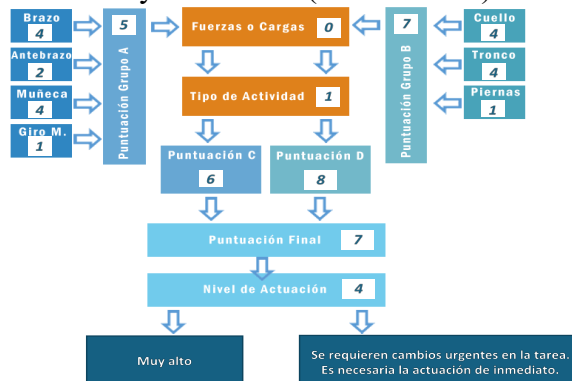 Brazo
4
Antebrazo
2
Muñeca
4
Giro M.
1
Puntuación Grupo A
5
Fuerzas o Cargas 0
Tipo de Actividad 1
7
Puntuación Grupo B
Cuello
4
Tronco
4
Piernas
1
Puntuación C
6
Puntuación D
8
Puntuación Final 7
Nivel de Actuación 4
Muy alto
Se requieren cambios urgentes en la tarea.
Es necesaria la actuación de inmediato.